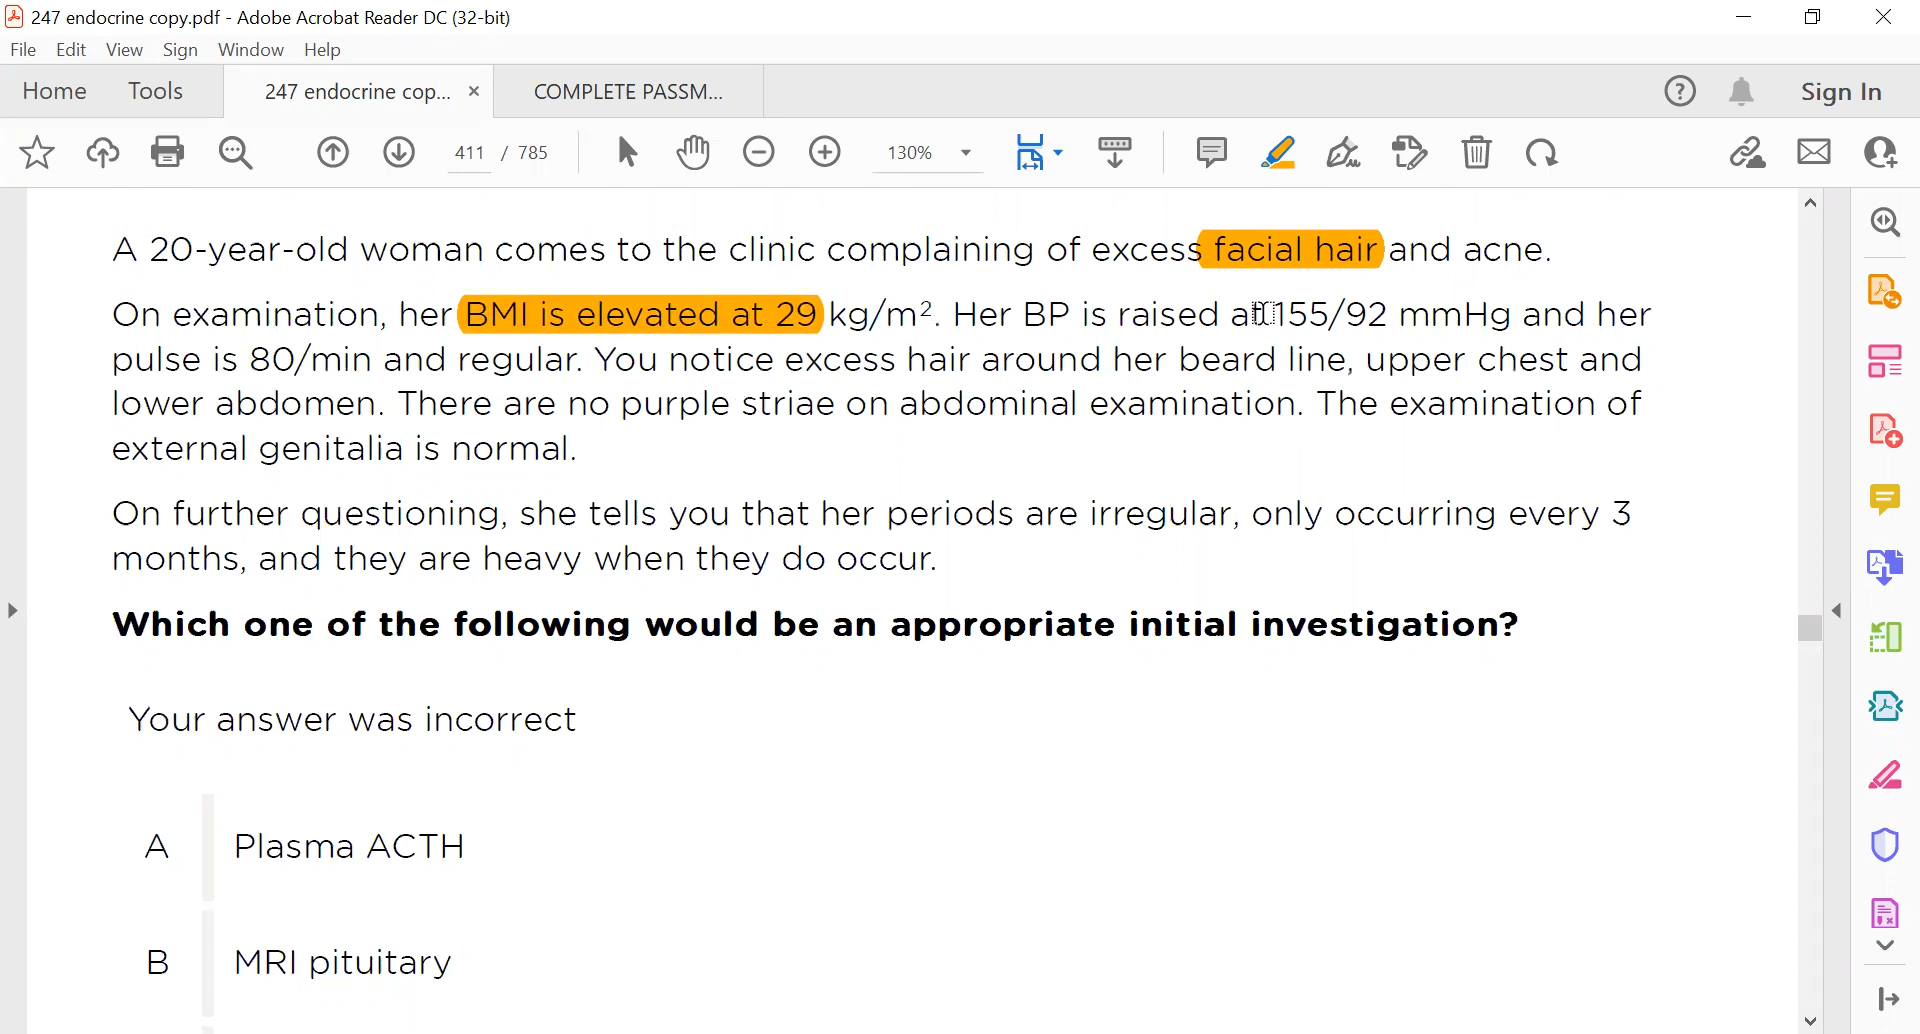 247 endocrine copy.pdf - Adobe Acrobat Reader DC (32-bit)
File Edit View Sign Window Help
Home Tools 247 endocrine cop... × COMPLETE PASSM... Sign In
411 / 785 130%
A 20-year-old woman comes to the clinic complaining of excess facial hair and acne.
On examination, her BMI is elevated at 29 kg/m². Her BP is raised at 155/92 mmHg and her
pulse is 80/min and regular. You notice excess hair around her beard line, upper chest and
lower abdomen. There are no purple striae on abdominal examination. The examination of
external genitalia is normal.
On further questioning, she tells you that her periods are irregular, only occurring every 3
months, and they are heavy when they do occur.
Which one of the following would be an appropriate initial investigation?
Your answer was incorrect
A Plasma ACTH
B MRI pituitary